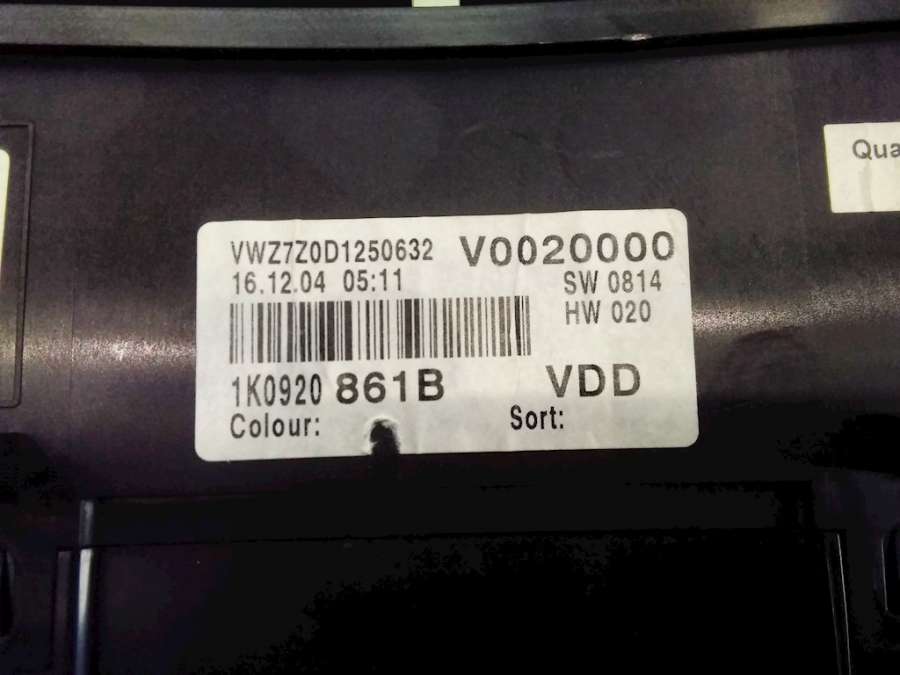 VWZ7Z0D1250632 V0020000
16.12.04 05:11 SW 0814
HW 020
1K0920 861B VDD
Colour: Sort:
Qua